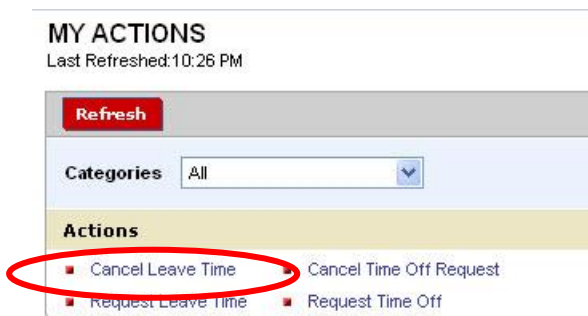 MY ACTIONS
Last Refreshed:10:26 PM
Refresh
Categories All
Actions
Cancel Leave Time Cancel Time Off Request
Request Leave Time Request Time Off